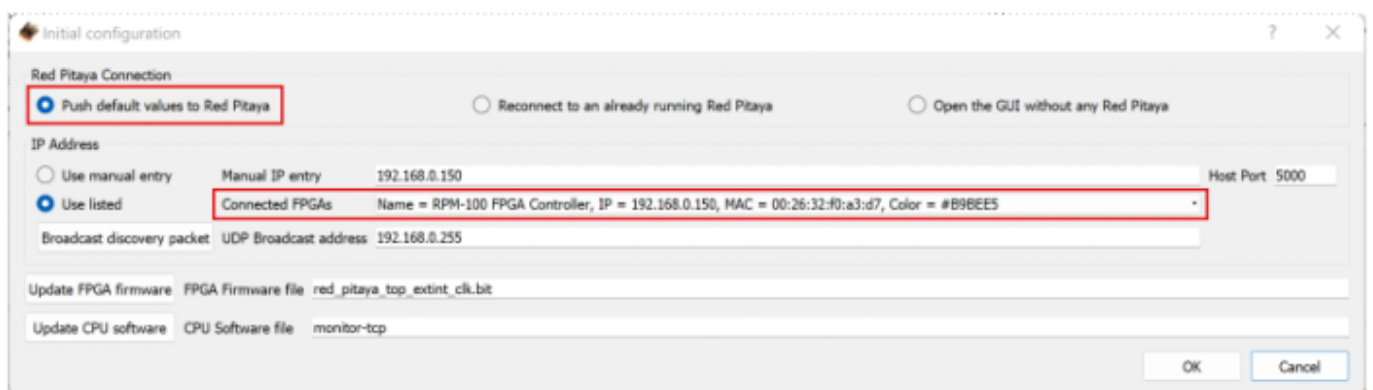 Initial configuration ?
Red Pitaya Connection
Push default values to Red Pitaya Reconnect to an already running Red Pitaya Open the GUI without any Red Pitaya
IP Address
Use manual entry Manual IP entry 192.168.0.150 Host Port 5000
Use listed Connected FPGAs Name = RPM-100 FPGA Controller, IP = 192.168.0.150, MAC = 00:26:32:f0:a3:d7, Color = #B9BEE5
Broadcast discovery packet UDP Broadcast address 192.168.0.255
Update FPGA firmware FPGA Firmware file red_pitaya_top_extint_clk.bit
Update CPU software CPU Software file monitor-tcp
OK Cancel